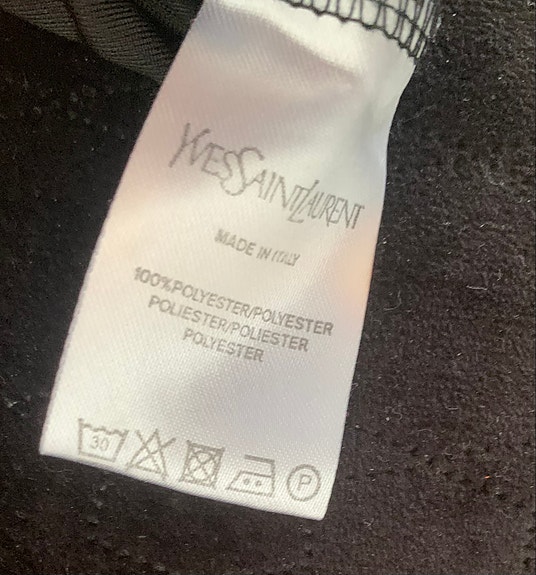 YVESSAINTLAURENT
MADE IN ITALY
100%POLYESTER/POLYESTER
POLIESTER/POLIESTER
POLYESTER
30 P